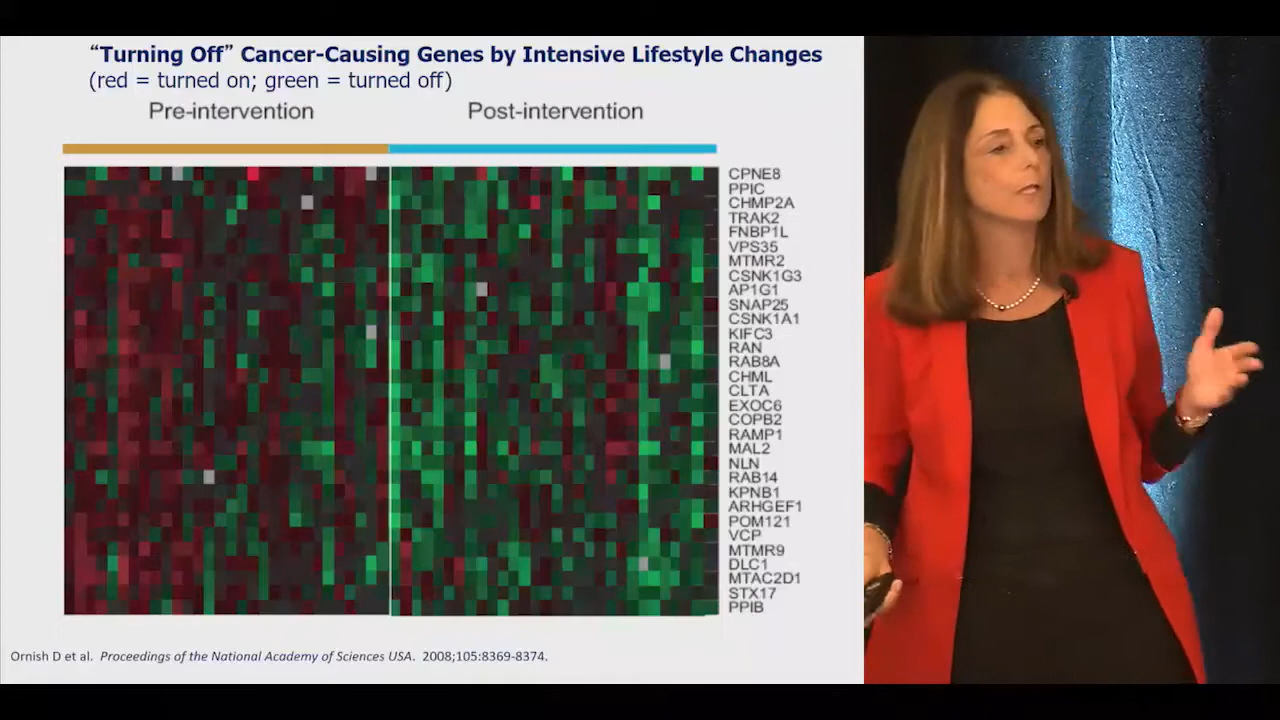 “Turning Off” Cancer-Causing Genes by Intensive Lifestyle Changes
(red = turned on; green = turned off)
Pre-intervention
Post-intervention
CPNE8
PPIC
CHMP2A
TRAK2
FNBP1L
VPS35
MTMR2
CSNK1G3
AP1G1
SNAP25
CSNK1A1
KIFC3
RAN
RAB8A
CHML
CLTA
EXOC6
COPB2
RAMP1
MAL2
NLN
RAB14
KPNB1
ARHGEF1
POM121
VCP
MTMR9
DLC1
MTAC2D1
STX17
PPIB
Ornish D et al. Proceedings of the National Academy of Sciences USA. 2008;105:8369-8374.